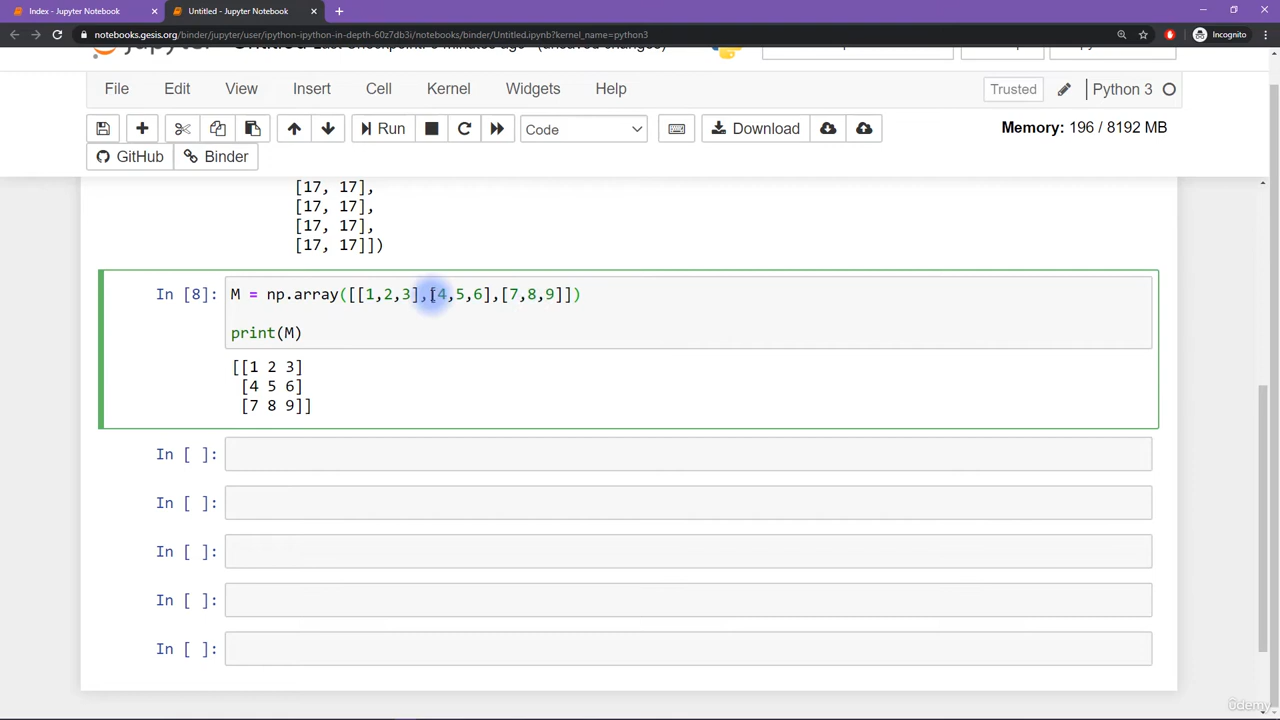 Index - Jupyter Notebook
Untitled - Jupyter Notebook
notebooks.gesis.org/binder/jupyter/user/ipython-ipython-in-depth-60z7db3i/notebooks/binder/Untitled.ipynb?kernel_name=python3
Incognito
File Edit View Insert Cell Kernel Widgets Help
Trusted
Python 3
Run
Code
Download
Memory: 196 / 8192 MB
GitHub
Binder
[17, 17],
[17, 17],
[17, 17],
[17, 17]])
In [8]: M = np.array([[1,2,3],[4,5,6],[7,8,9]])
print(M)
[[1 2 3]
[4 5 6]
[7 8 9]]
In [ ]:
In [ ]:
In [ ]:
In [ ]:
In [ ]:
Udemy